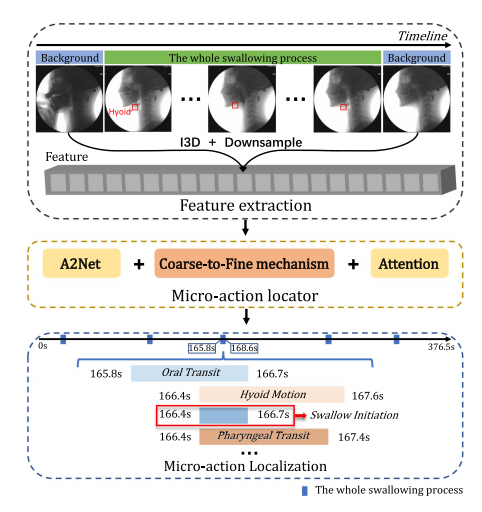 Timeline
Background
The whole swallowing process
Background
Hyoid
... ...
I3D + Downsample
Feature
Feature extraction
A2Net + Coarse-to-Fine mechanism + Attention
Micro-action locator
0s
165.8s
168.6s
376.5s
165.8s Oral Transit 166.7s
166.4s Hyoid Motion 167.6s
166.4s 166.7s Swallow Initiation
166.4s Pharyngeal Transit 167.4s
...
Micro-action Localization
The whole swallowing process